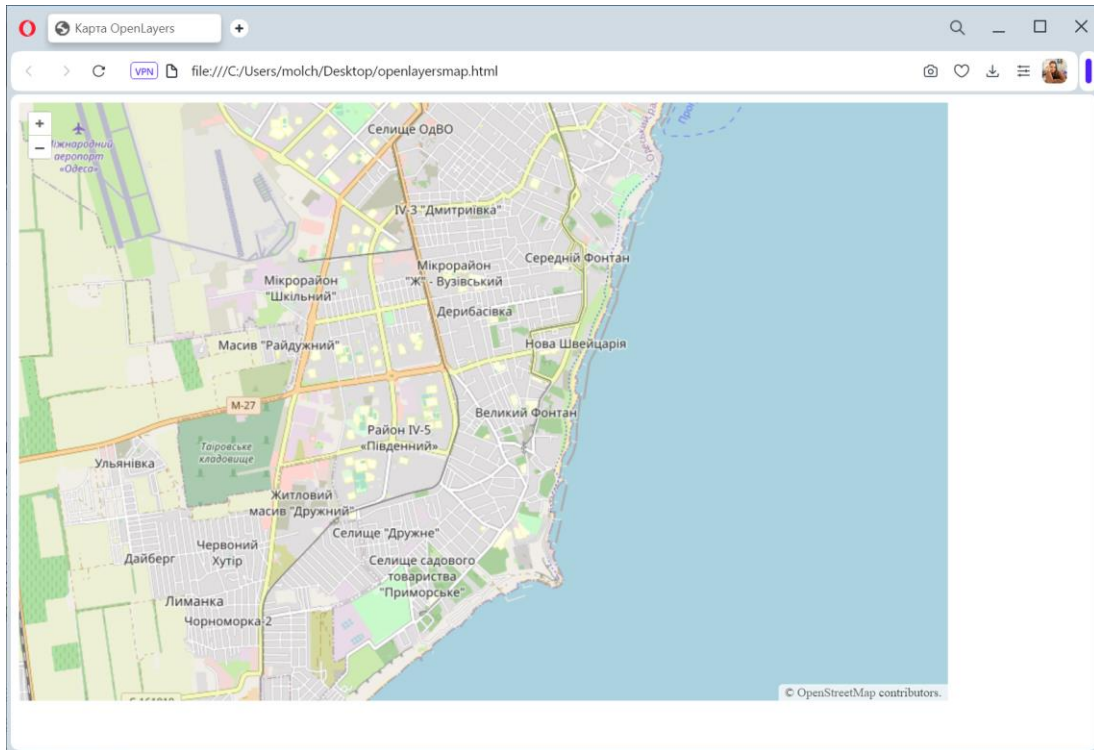 Карта OpenLayers
VPN
file:///C:/Users/molch/Desktop/openlayersmap.html
+
−
Міжнародний
аеропорт
«Одеса»
Селище ОдВО
IV-3 "Дмитриівка"
Середній Фонтан
Мікрорайон
"Ж" - Вузівський
Мікрорайон
"Шкільний"
Дерибасівка
Масив "Райдужний"
Нова Швейцарія
М-27
Великий Фонтан
Район IV-5
«Південний»
Таїровське
кладовище
Ульянівка
Житловий
масив "Дружний"
Селище "Дружне"
Червоний
Хутір
Дайберг
Селище садового
товариства
"Приморське"
Лиманка
Чорноморка-2
© OpenStreetMap contributors.